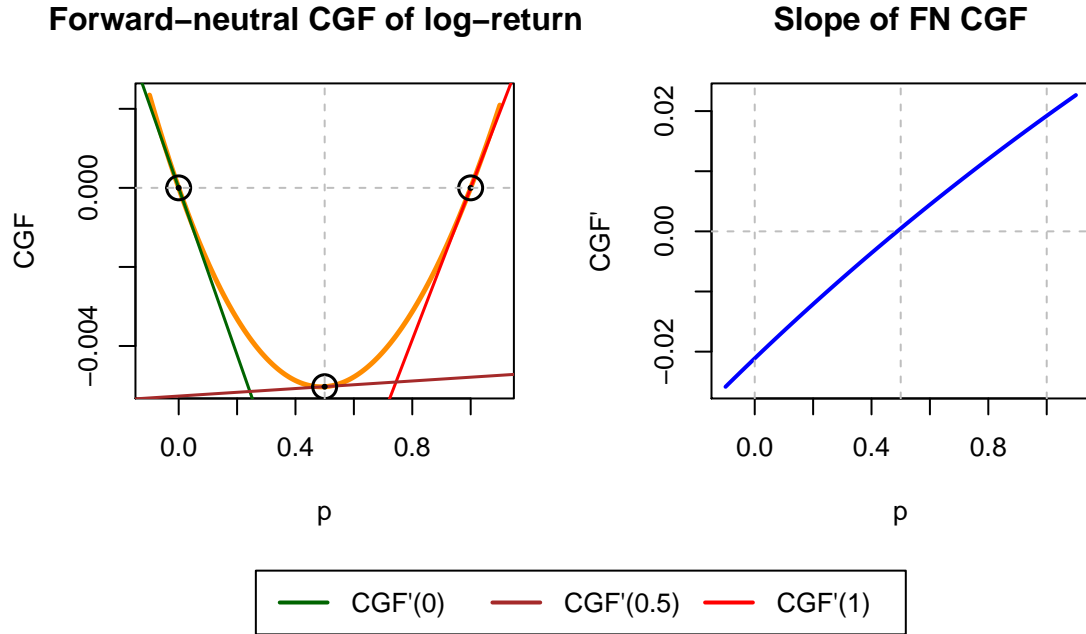 Forward−neutral CGF of log−return
CGF
0.000
−0.004
0.0 0.4 0.8
p
Slope of FN CGF
CGF'
0.02
0.00
−0.02
0.0 0.4 0.8
p
CGF'(0) CGF'(0.5) CGF'(1)